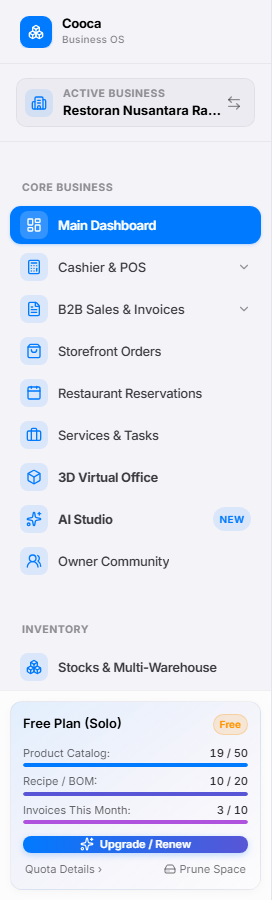 Cooca
Business OS
ACTIVE BUSINESS
Restoran Nusantara Ra...
CORE BUSINESS
Main Dashboard
Cashier & POS
B2B Sales & Invoices
Storefront Orders
Restaurant Reservations
Services & Tasks
3D Virtual Office
AI Studio NEW
Owner Community
INVENTORY
Stocks & Multi-Warehouse
Free Plan (Solo) Free
Product Catalog: 19 / 50
Recipe / BOM: 10 / 20
Invoices This Month: 3 / 10
Upgrade / Renew
Quota Details › Prune Space